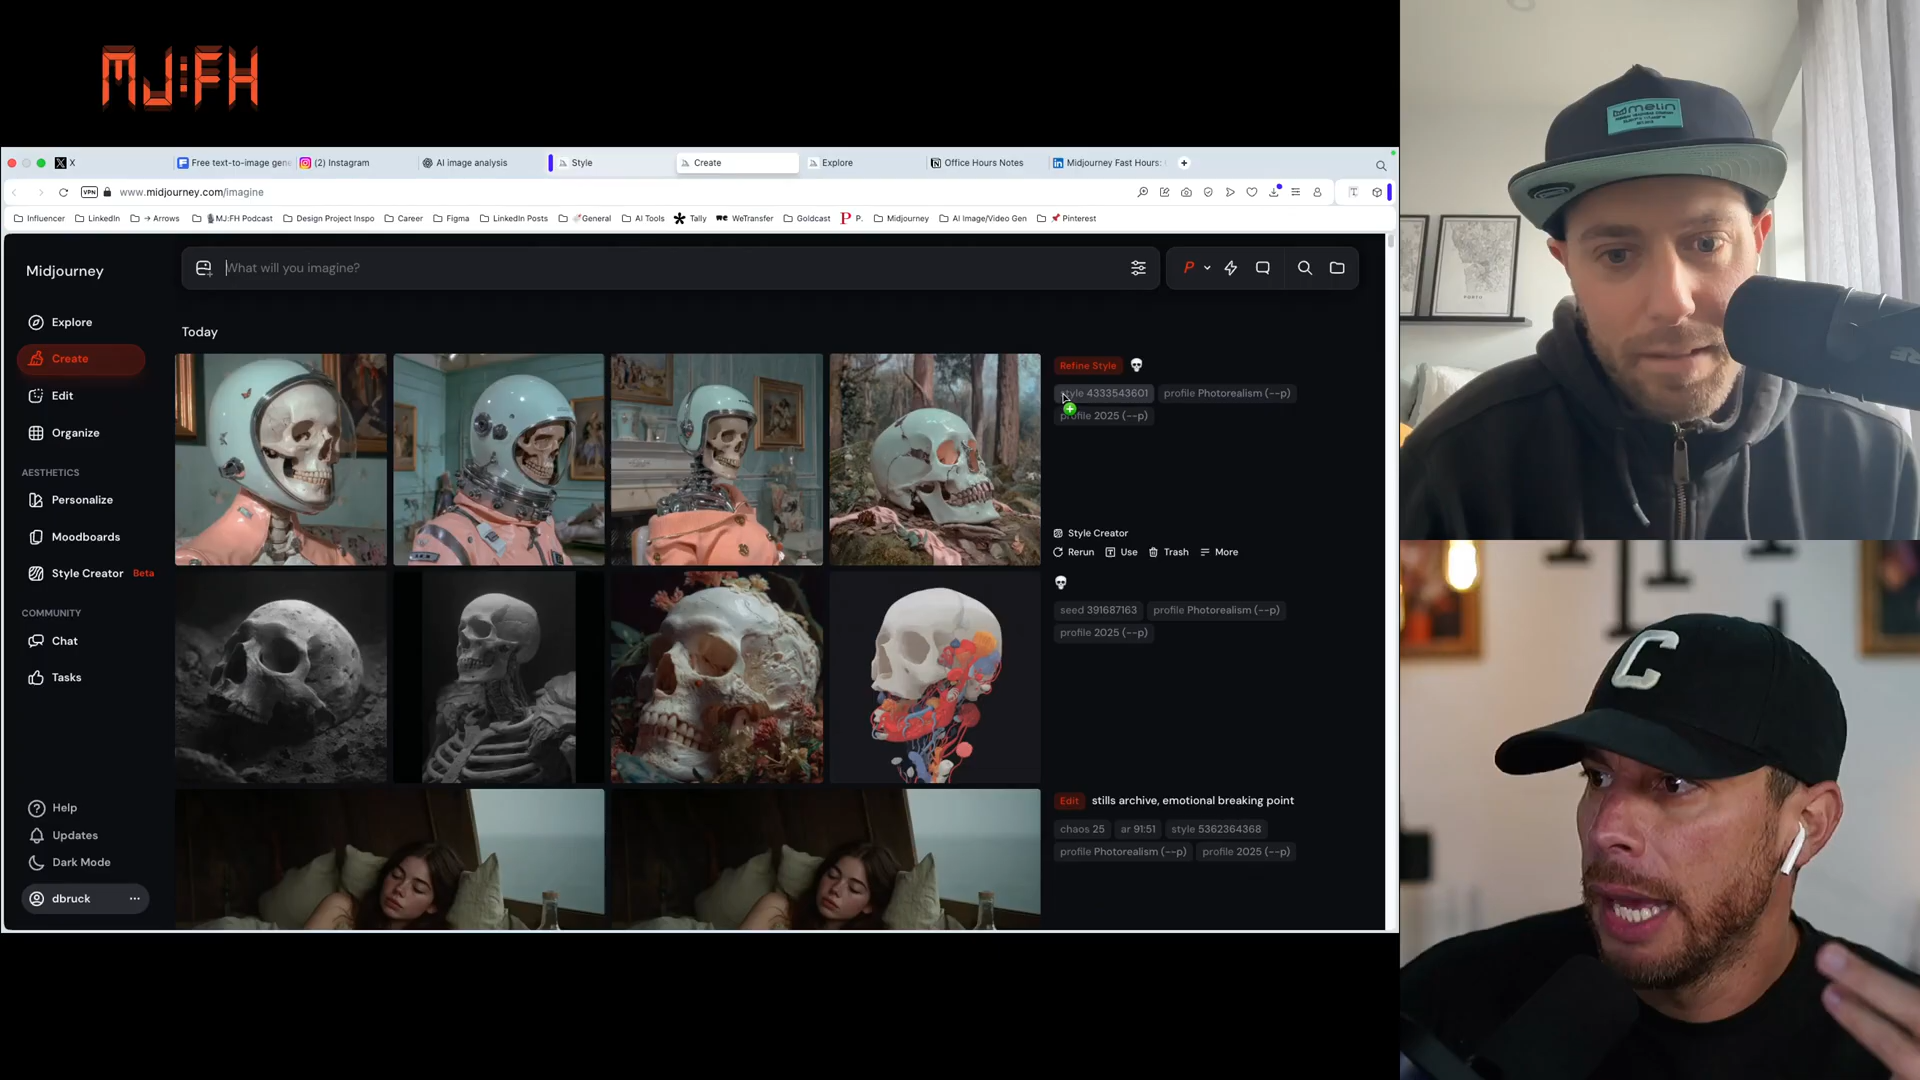 MJ:FH
X
Free text-to-image gene
(2) Instagram
AI image analysis
Style
Create
Explore
Office Hours Notes
Midjourney Fast Hours:
VPN
www.midjourney.com/imagine
Influencer
LinkedIn
→ Arrows
MJ:FH Podcast
Design Project Inspo
Career
Figma
LinkedIn Posts
General
AI Tools
Tally
WeTransfer
Goldcast
P.
Midjourney
AI Image/Video Gen
Pinterest
Midjourney
What will you imagine?
P
Explore
Create
Edit
Organize
AESTHETICS
Personalize
Moodboards
Style Creator Beta
COMMUNITY
Chat
Tasks
Help
Updates
Dark Mode
dbruck ...
Today
Refine Style 💀
style 4333543601 profile Photorealism (--p)
profile 2025 (--p)
Style Creator
Rerun Use Trash More
💀
seed 391687163 profile Photorealism (--p)
profile 2025 (--p)
Edit stills archive, emotional breaking point
chaos 25 ar 91:51 style 5362364368
profile Photorealism (--p) profile 2025 (--p)
melin
PORTO
C